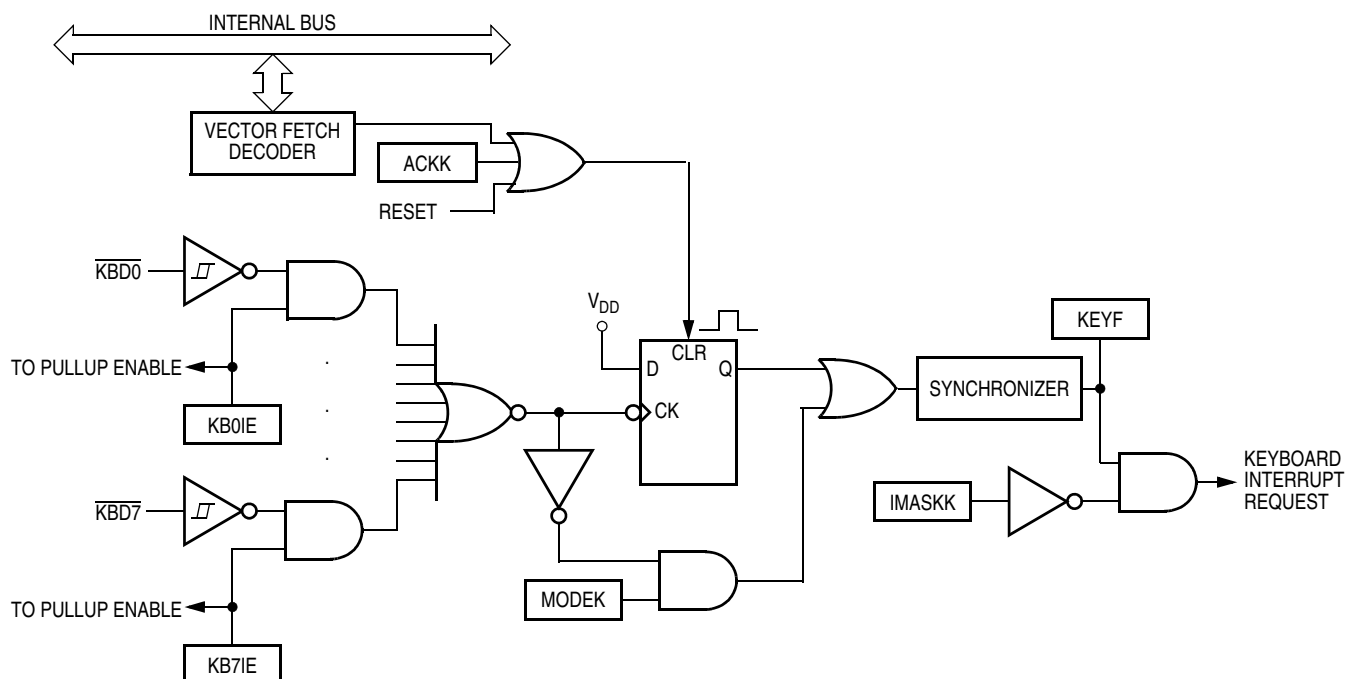 INTERNAL BUS
VECTOR FETCH
DECODER
ACKK
RESET
KBD0
VDD
KEYF
CLR
TO PULLUP ENABLE
.
D
Q
SYNCHRONIZER
.
CK
KB0IE
.
KEYBOARD
INTERRUPT
REQUEST
KBD7
IMASKK
MODEK
TO PULLUP ENABLE
KB7IE